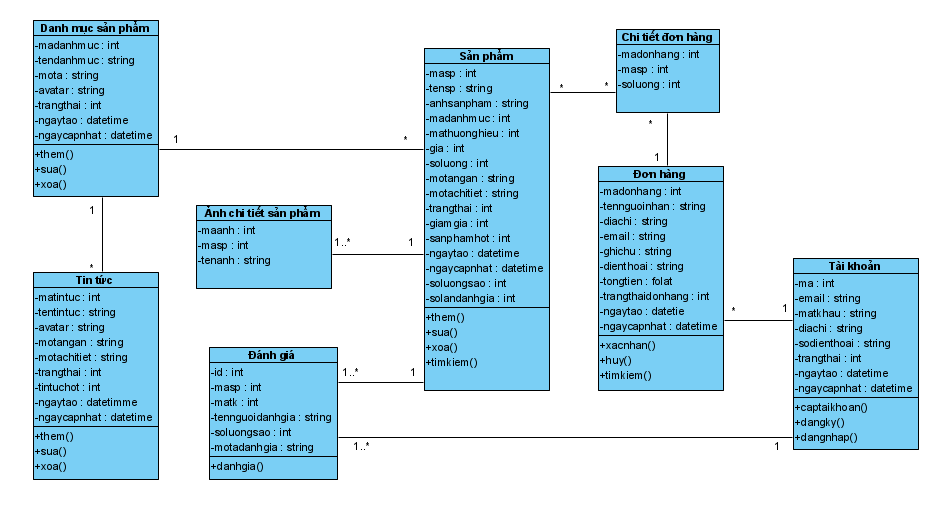 Danh mục sản phẩm
-madanhmuc : int
-tendanhmuc : string
-mota : string
-avatar : string
-trangthai : int
-ngaytao : datetime
-ngaycapnhat : datetime
+them()
+sua()
+xoa()
1
*
1
*
Tin tức
-matintuc : int
-tentintuc : string
-avatar : string
-motangan : string
-motachitiet : string
-trangthai : int
-tintuchot : int
-ngaytao : datetimme
-ngaycapnhat : datetime
+them()
+sua()
+xoa()
Ảnh chi tiết sản phẩm
-maanh : int
-masp : int
-tenanh : string
1..*
1
Đánh giá
-id : int
-masp : int
-matk : int
-tennguoidanhgia : string
-soluongsao : int
-motadanhgia : string
+danhgia()
1..*
1
1..*
1
Sản phẩm
-masp : int
-tensp : string
-anhsanpham : string
-madanhmuc : int
-mathuonghieu : int
-gia : int
-soluong : int
-motangan : string
-motachitiet : string
-trangthai : int
-giamgia : int
-sanphamhot : int
-ngaytao : datetime
-ngaycapnhat : datetime
-soluongsao : int
-solandanhgia : int
+them()
+sua()
+xoa()
+timkiem()
*
*
Chi tiết đơn hàng
-madonhang : int
-masp : int
-soluong : int
*
1
Đơn hàng
-madonhang : int
-tennguoinhan : string
-diachi : string
-email : string
-ghichu : string
-dienthoai : string
-tongtien : folat
-trangthaidonhang : int
-ngaytao : datetie
-ngaycapnhat : datetime
+xacnhan()
+huy()
+timkiem()
*
1
Tài khoản
-ma : int
-email : string
-matkhau : string
-diachi : string
-sodienthoai : string
-trangthai : int
-ngaytao : datetime
-ngaycapnhat : datetime
+captaikhoan()
+dangky()
+dangnhap()